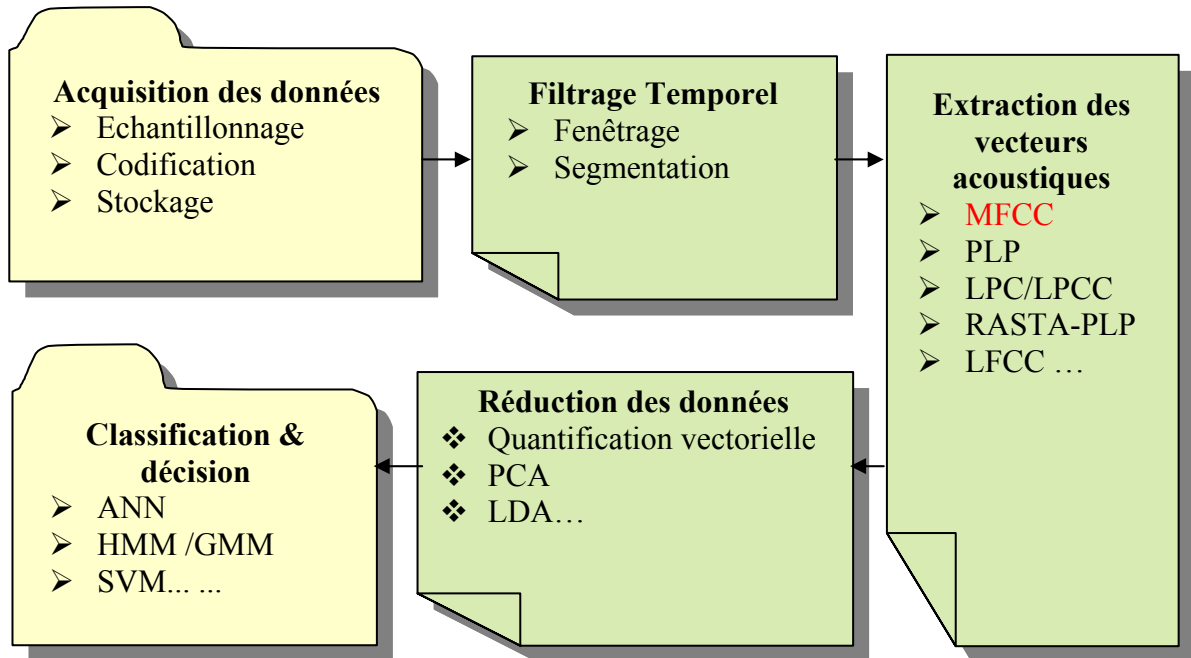 Acquisition des données
➢ Echantillonnage
➢ Codification
➢ Stockage
Filtrage Temporel
➢ Fenêtrage
➢ Segmentation
Extraction des
vecteurs
acoustiques
➢ MFCC
➢ PLP
➢ LPC/LPCC
➢ RASTA-PLP
➢ LFCC …
Réduction des données
❖ Quantification vectorielle
❖ PCA
❖ LDA…
Classification &
décision
➢ ANN
➢ HMM /GMM
➢ SVM... ...